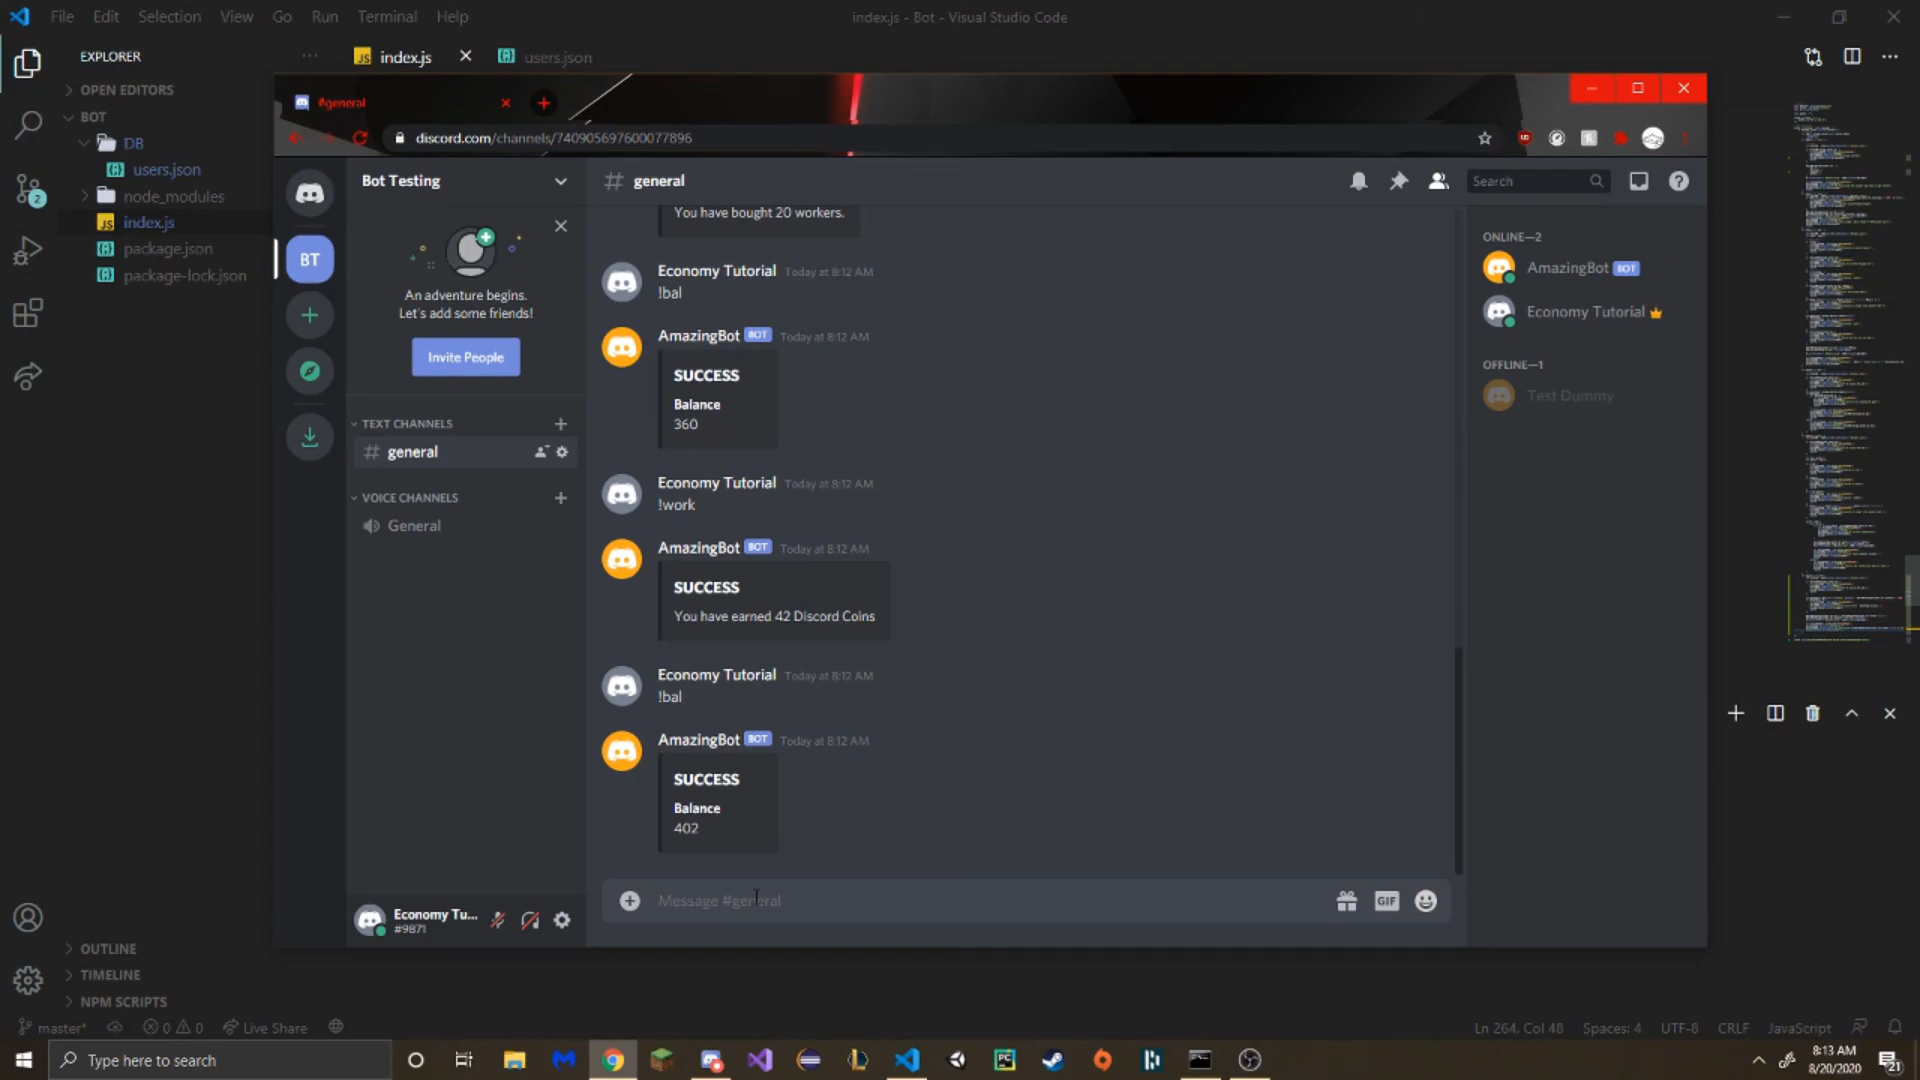 File Edit Selection View Go Run Terminal Help
index.js - Bot - Visual Studio Code
EXPLORER
index.js
users.json
OPEN EDITORS
BOT
DB
users.json
node_modules
index.js
package.json
package-lock.json
#general
discord.com/channels/740905697600077896
Bot Testing
general
Search
BT
An adventure begins.
Let's add some friends!
Invite People
TEXT CHANNELS
general
VOICE CHANNELS
General
Economy Tu...
#9871
You have bought 20 workers.
Economy Tutorial Today at 8:12 AM
!bal
AmazingBot BOT Today at 8:12 AM
SUCCESS
Balance
360
Economy Tutorial Today at 8:12 AM
!work
AmazingBot BOT Today at 8:12 AM
SUCCESS
You have earned 42 Discord Coins
Economy Tutorial Today at 8:12 AM
!bal
AmazingBot BOT Today at 8:12 AM
SUCCESS
Balance
402
Message #general
GIF
ONLINE—2
AmazingBot BOT
Economy Tutorial
OFFLINE—1
Test Dummy
OUTLINE
TIMELINE
NPM SCRIPTS
master* 0 0 Live Share
Ln 264, Col 48 Spaces: 4 UTF-8 CRLF JavaScript
Type here to search
8:13 AM
8/20/2020
21